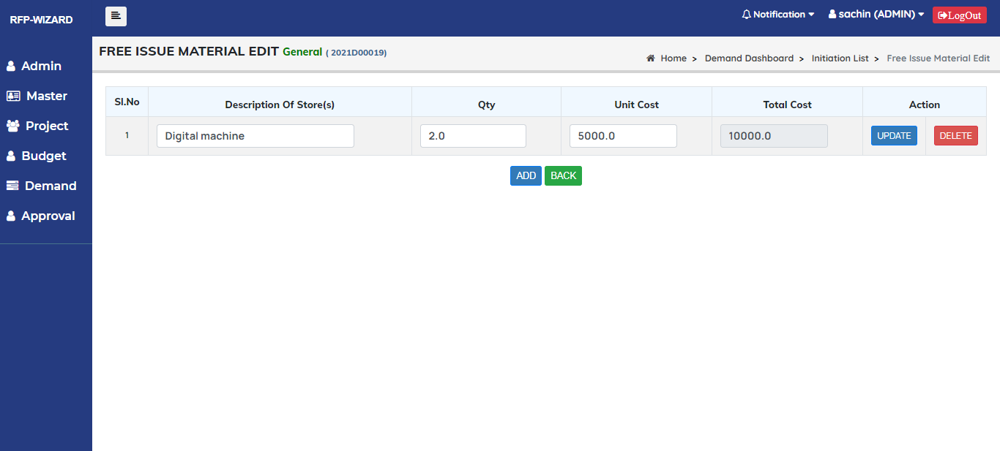 RFP-WIZARD
Notification
sachin (ADMIN)
LogOut
Admin
Master
Project
Budget
Demand
Approval
FREE ISSUE MATERIAL EDIT General ( 2021D00019)
Home > Demand Dashboard > Initiation List > Free Issue Material Edit
Sl.No Description Of Store(s) Qty Unit Cost Total Cost Action
1 Digital machine 2.0 5000.0 10000.0 UPDATE DELETE
ADD BACK